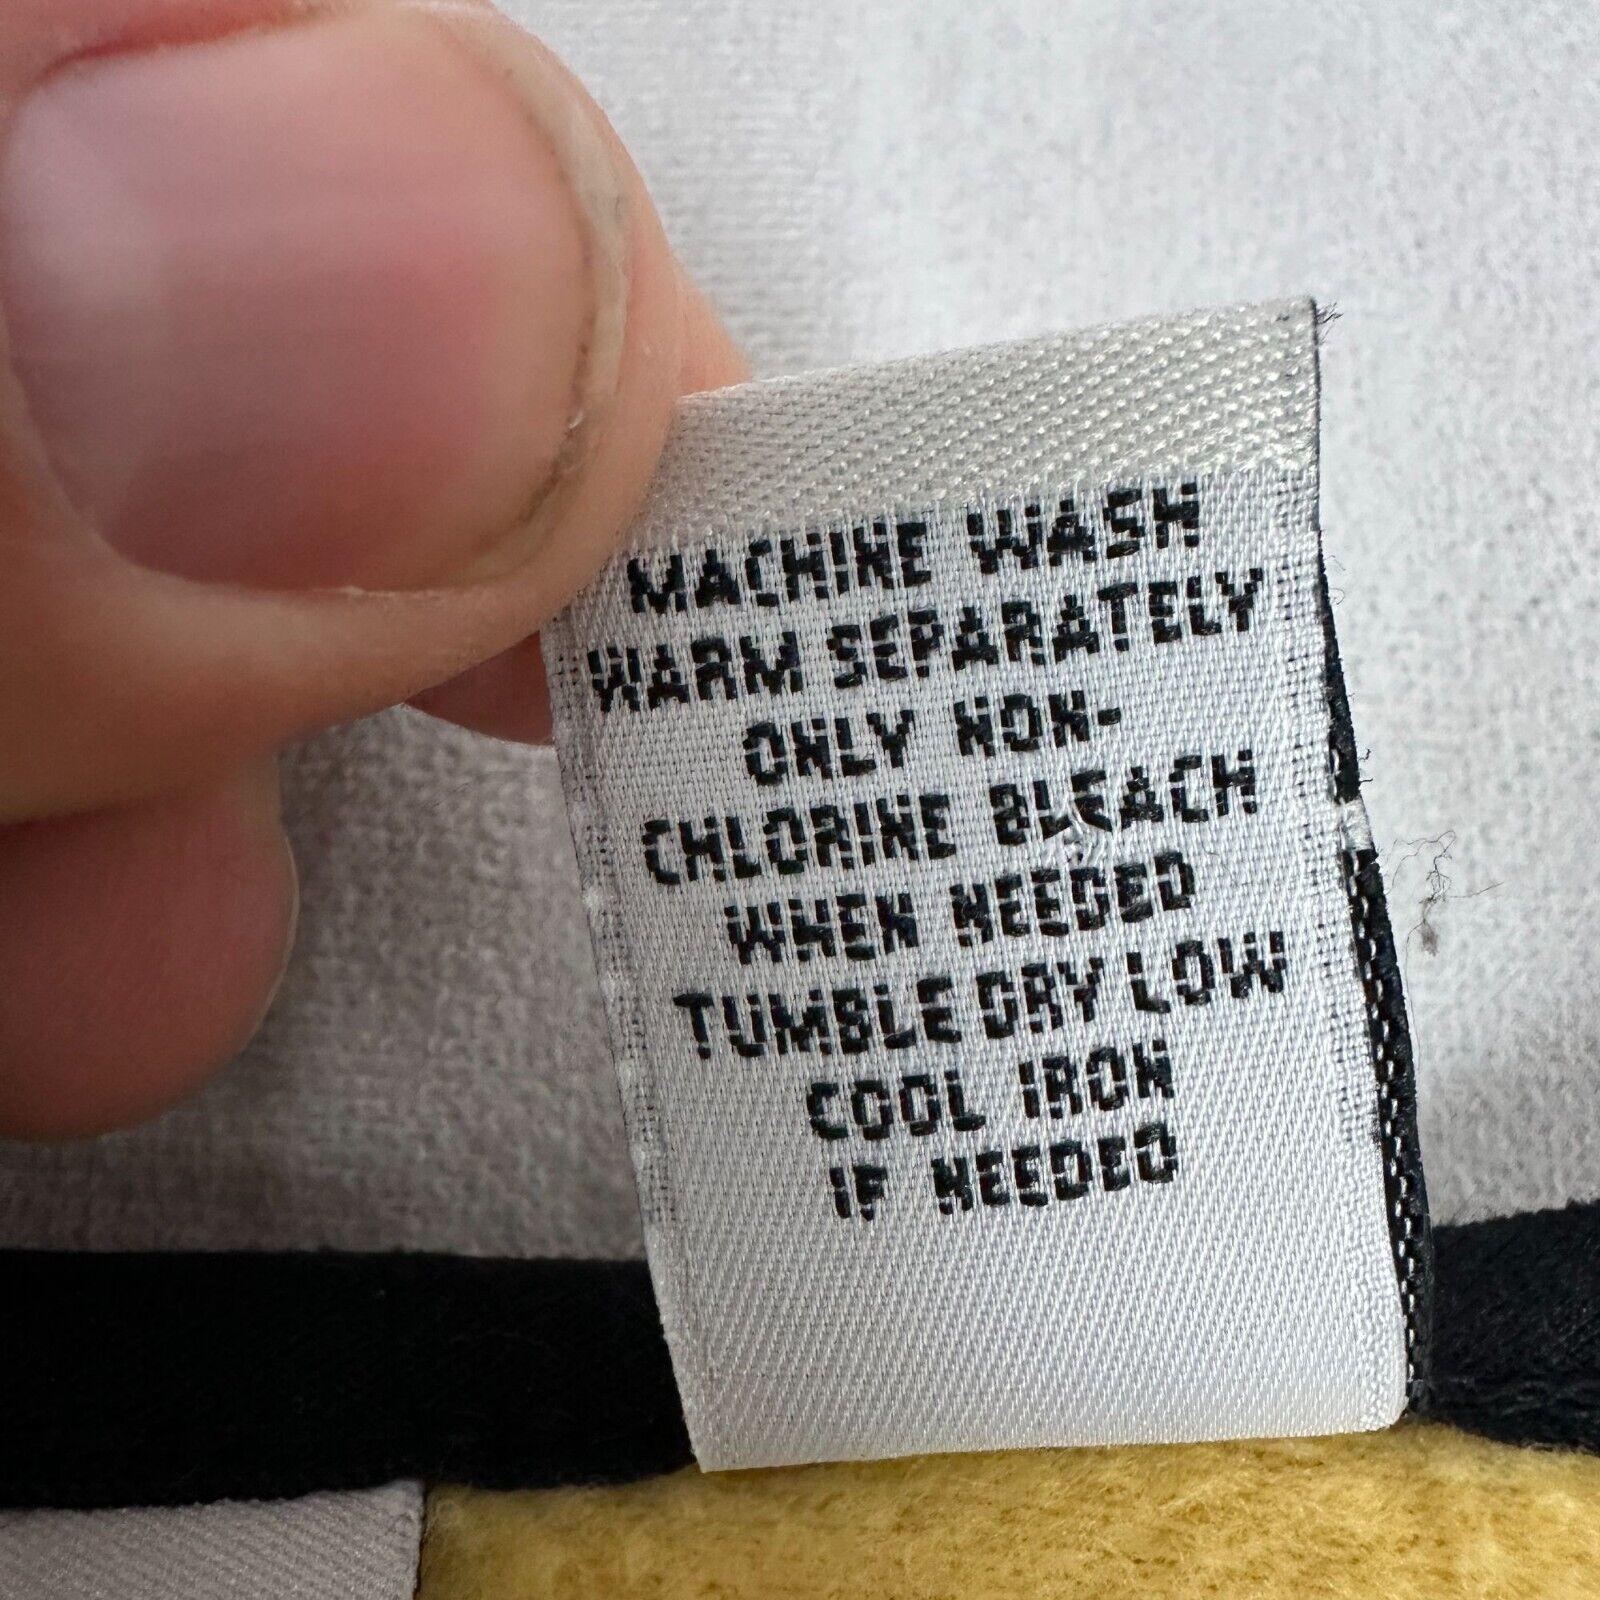 MACHINE WASH
WARM SEPARATELY
ONLY NON-
CHLORINE BLEACH
WHEN NEEDED
TUMBLE DRY LOW
COOL IRON
IF NEEDED